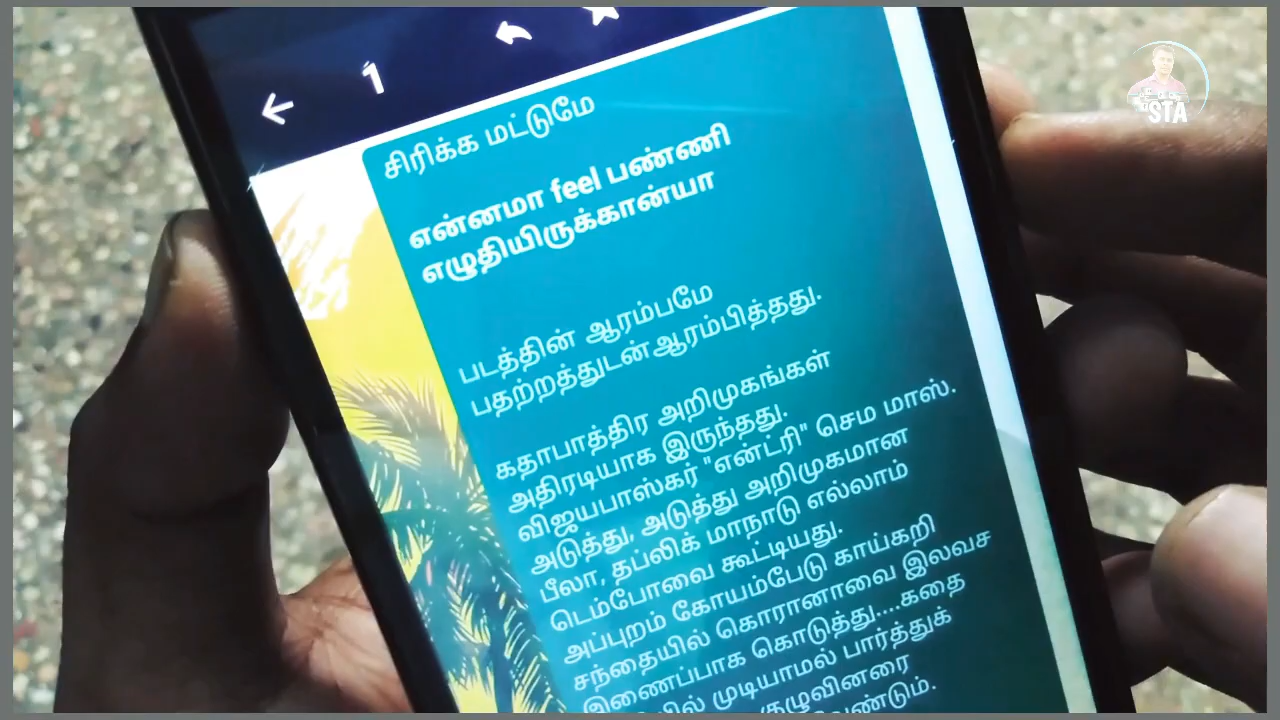 1
STA
சிரிக்க மட்டுமே
என்னமா feel பண்ணி
எழுதியிருக்கான்யா
படத்தின் ஆரம்பமே
பதற்றத்துடன்ஆரம்பித்தது.
கதாபாத்திர அறிமுகங்கள்
அதிரடியாக இருந்தது.
விஜயபாஸ்கர் "என்ட்ரி" செம மாஸ்.
அடுத்து, அடுத்து அறிமுகமான
பீலா, தப்லிக் மாநாடு எல்லாம்
டெம்போவை கூட்டியது.
அப்புறம் கோயம்பேடு காய்கறி
சந்தையில் கொரானாவை இலவச
இணைப்பாக கொடுத்து....கதை
முடியாமல் பார்த்துக்
குழுவினரை